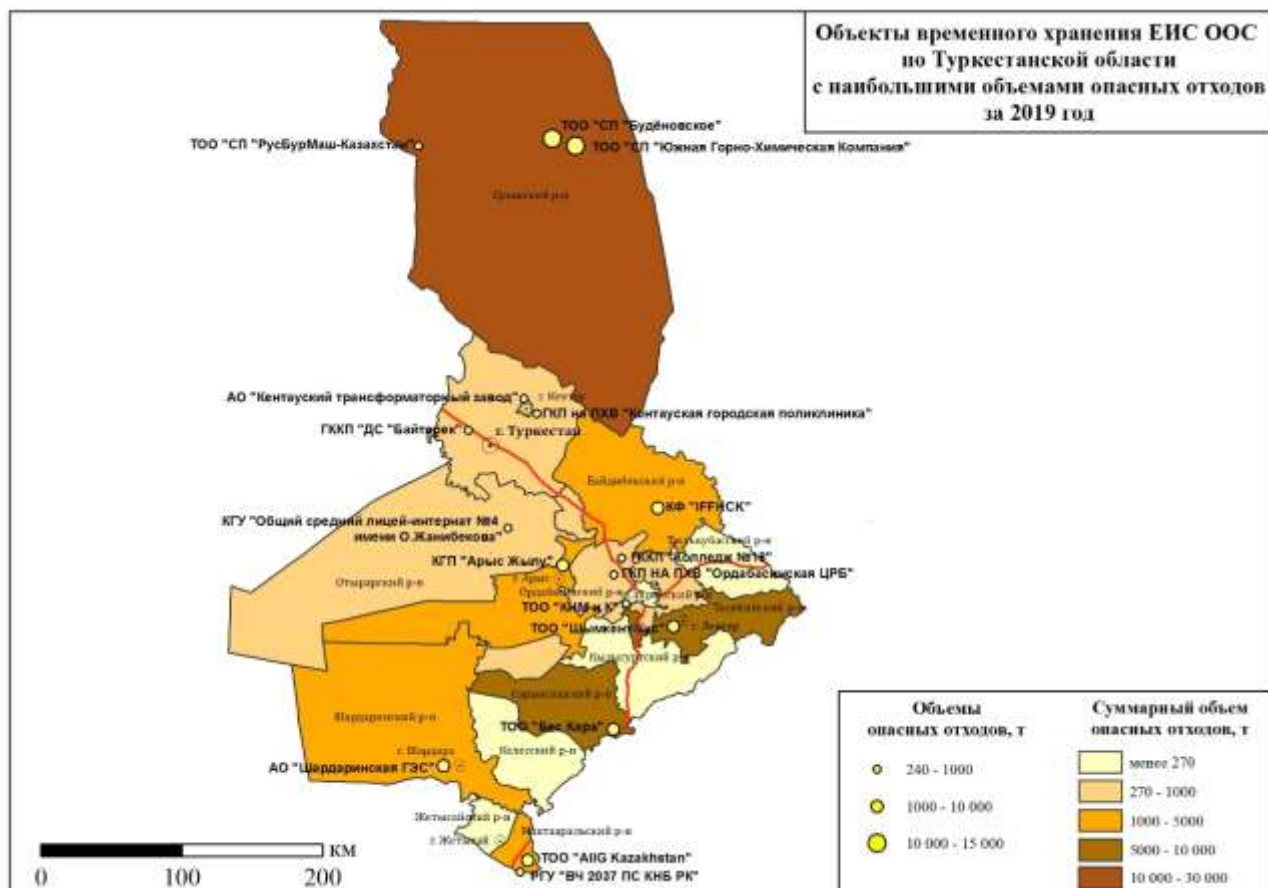 Объекты временного хранения ЕИС ООС
по Туркестанской области
с наибольшими объемами опасных отходов
за 2019 год
ТОО "СП "Будёновское"
ТОО "СП "РусБурМаш-Казахстан"
ТОО "СП "Южная Горно-Химическая Компания"
АО "Кентауский трансформаторный завод"
г. Кентау
ГКП на ПХВ "Кентауская городская поликлиника"
ГККП "ДС "Байтерек"
г. Туркестан
Байдибекский р-н
КФ "IFFHCK"
КГУ "Общий средний лицей-интернат №4
имени О.Жанибекова"
Тюлькубасский р-н
ГККП "Колледж №18"
КГП "Арыс Жылу"
ГКП НА ПХВ "Ордабасинская ЦРБ"
г. Арыс
Отырарский р-н
Ордабасинский р-н
ТОО "КНМ и К"
Толебийский р-н
г. Ленгер
Казыгуртский р-н
Сарыагашский р-н
Шардаринский р-н
ТОО "Бес Кара"
Келесский р-н
г. Шардара
АО "Шардаринская ГЭС"
Жетысайский р-н
Мактааральский р-н
г. Жетысай
ТОО "AIIG Kazakhstan"
РГУ "ВЧ 2037 ПС КНБ РК"
КМ
0 100 200
Объемы
опасных отходов, т
240 - 1000
1000 - 10 000
10 000 - 15 000
Суммарный объем
опасных отходов, т
менее 270
270 - 1000
1000 - 5000
5000 - 10 000
10 000 - 30 000